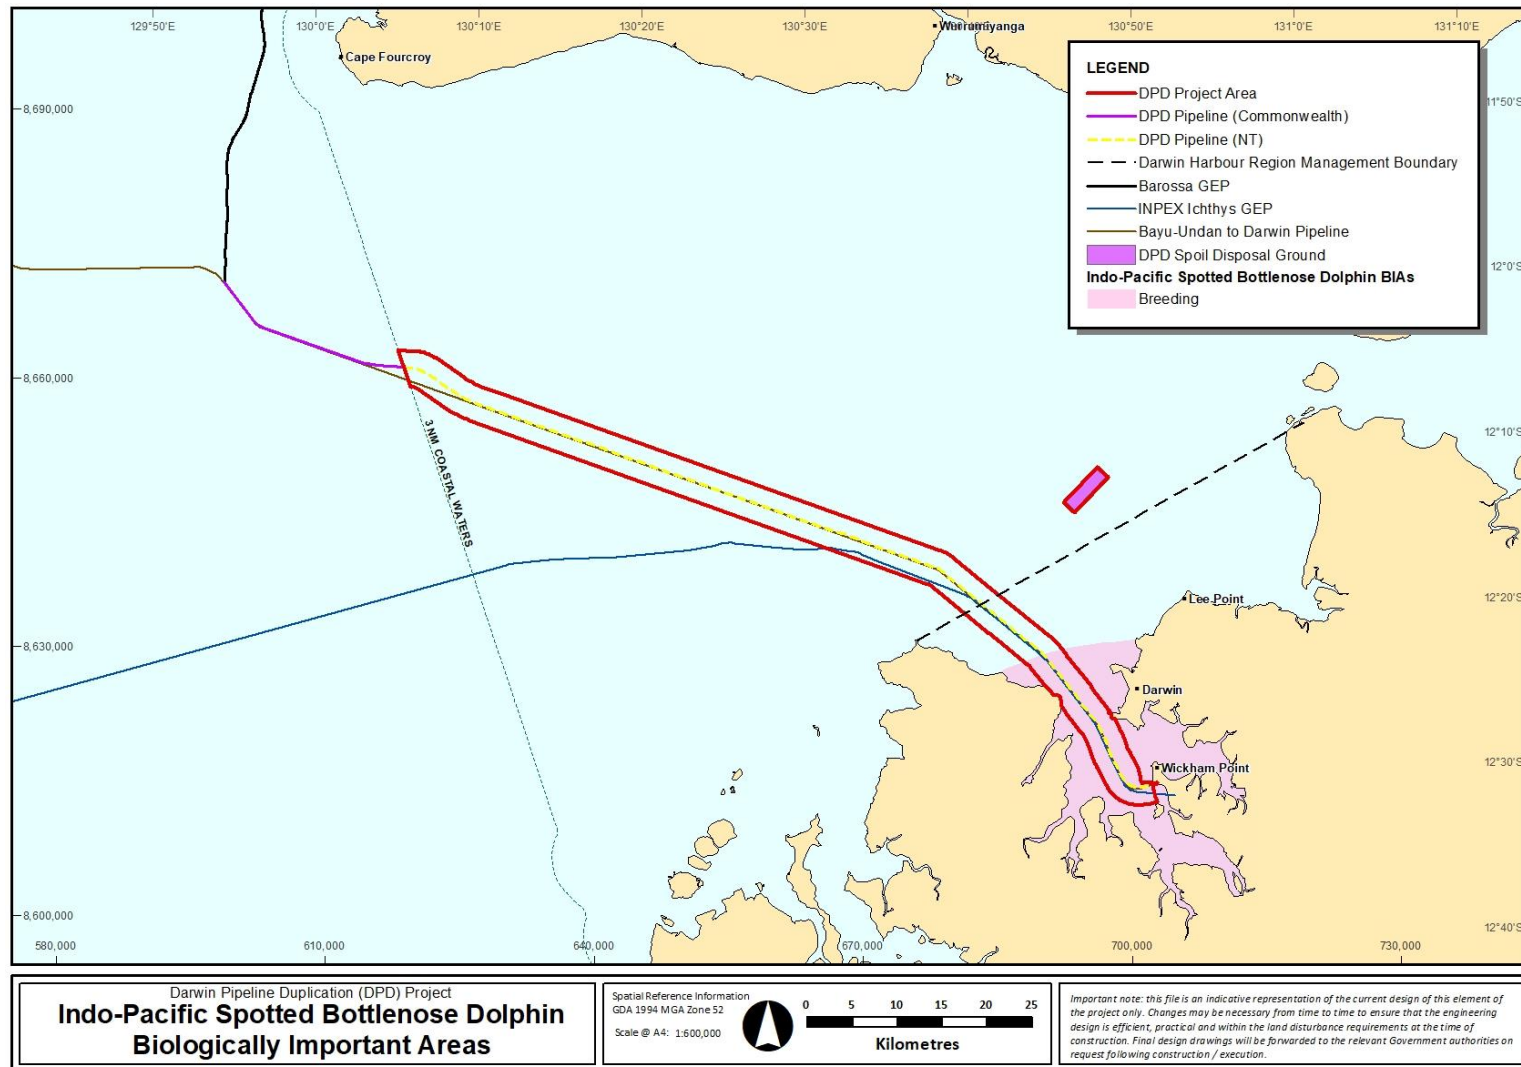 129°50'E
130°0'E
130°10'E
130°20'E
130°30'E
130°50'E
131°0'E
131°10'E
Wurrumiyanga
Cape Fourcroy
LEGEND
DPD Project Area
DPD Pipeline (Commonwealth)
DPD Pipeline (NT)
Darwin Harbour Region Management Boundary
Barossa GEP
INPEX Ichthys GEP
Bayu-Undan to Darwin Pipeline
DPD Spoil Disposal Ground
Indo-Pacific Spotted Bottlenose Dolphin BIAs
Breeding
8,690,000
11°50'S
12°0'S
8,660,000
12°10'S
3 NM COASTAL WATERS
12°20'S
Lee Point
8,630,000
Darwin
12°30'S
Wickham Point
8,600,000
12°40'S
580,000
610,000
640,000
670,000
700,000
730,000
Darwin Pipeline Duplication (DPD) Project
Indo-Pacific Spotted Bottlenose Dolphin
Biologically Important Areas
Spatial Reference Information
GDA 1994 MGA Zone 52
Scale @ A4: 1:600,000
0 5 10 15 20 25
Kilometres
Important note: this file is an indicative representation of the current design of this element of
the project only. Changes may be necessary from time to time to ensure that the engineering
design is efficient, practical and within the land disturbance requirements at the time of
construction. Final design drawings will be forwarded to the relevant Government authorities on
request following construction / execution.